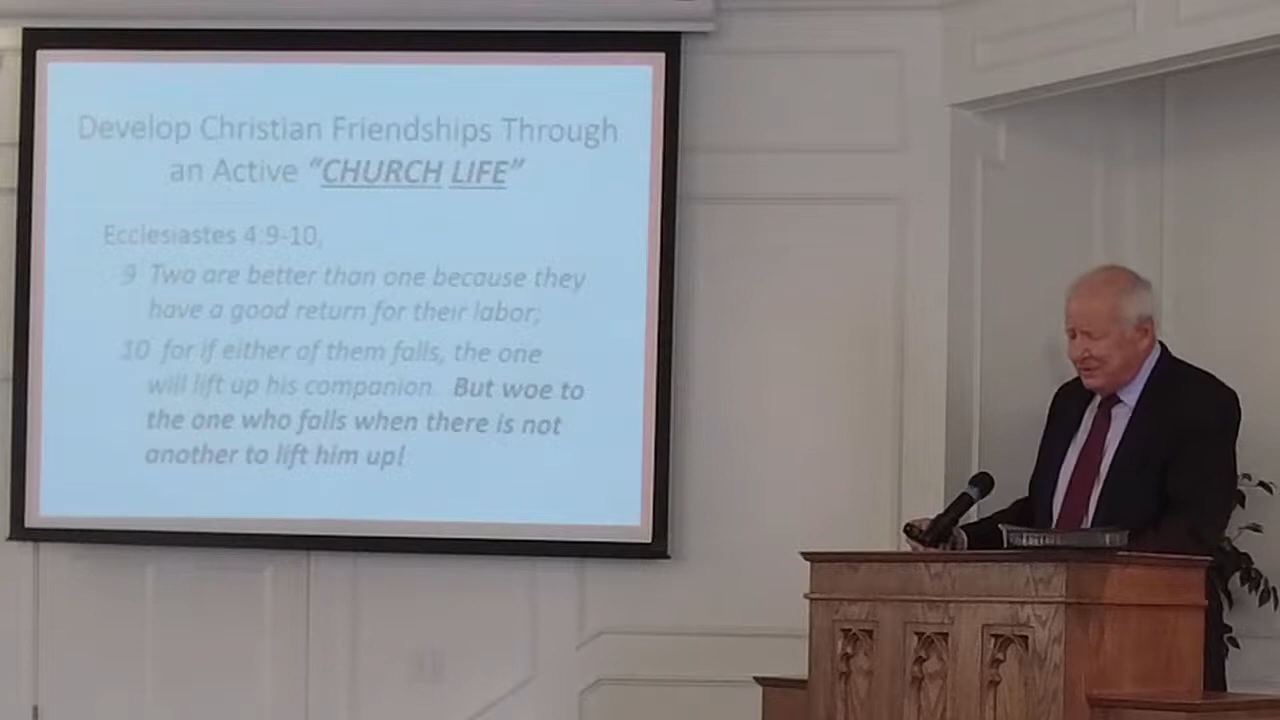 Develop Christian Friendships Through
an Active "CHURCH LIFE"
Ecclesiastes 4:9-10,
9 Two are better than one because they
have a good return for their labor;
10 for if either of them falls, the one
will lift up his companion. But woe to
the one who falls when there is not
another to lift him up!